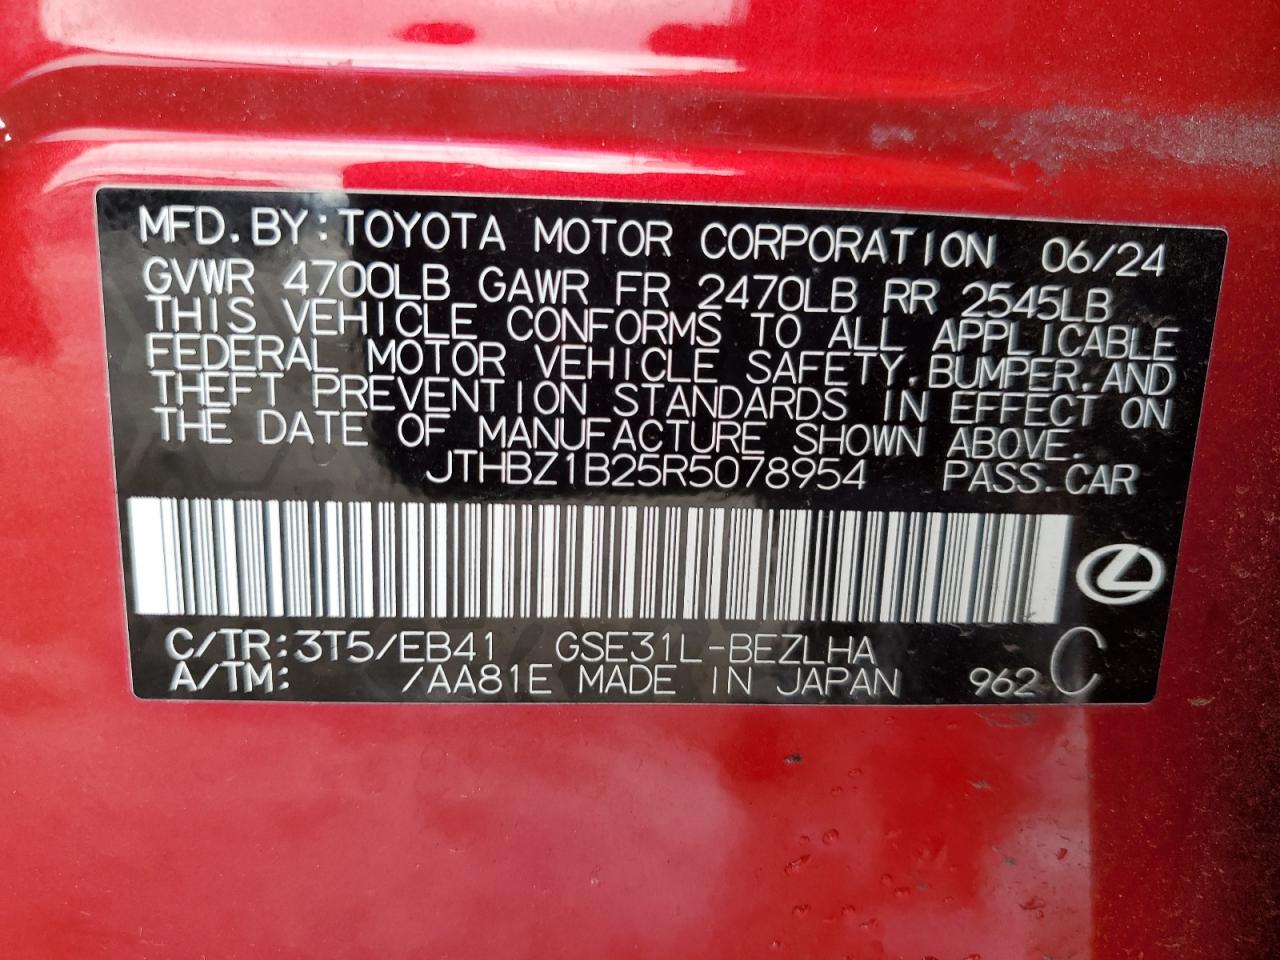 MFD. BY: TOYOTA MOTOR CORPORATION 06/24
GVWR 4700LB GAWR FR 2470LB RR 2545LB
THIS VEHICLE CONFORMS TO ALL APPLICABLE
FEDERAL MOTOR VEHICLE SAFETY. BUMPER. AND
THEFT PREVENTION STANDARDS IN EFFECT ON
THE DATE OF MANUFACTURE SHOWN ABOVE.
JTHBZ1B25R5078954 PASS. CAR
C/TR: 3T5/EB41 GSE31L-BEZLHA
A/TM: /AA81E MADE IN JAPAN 962 C